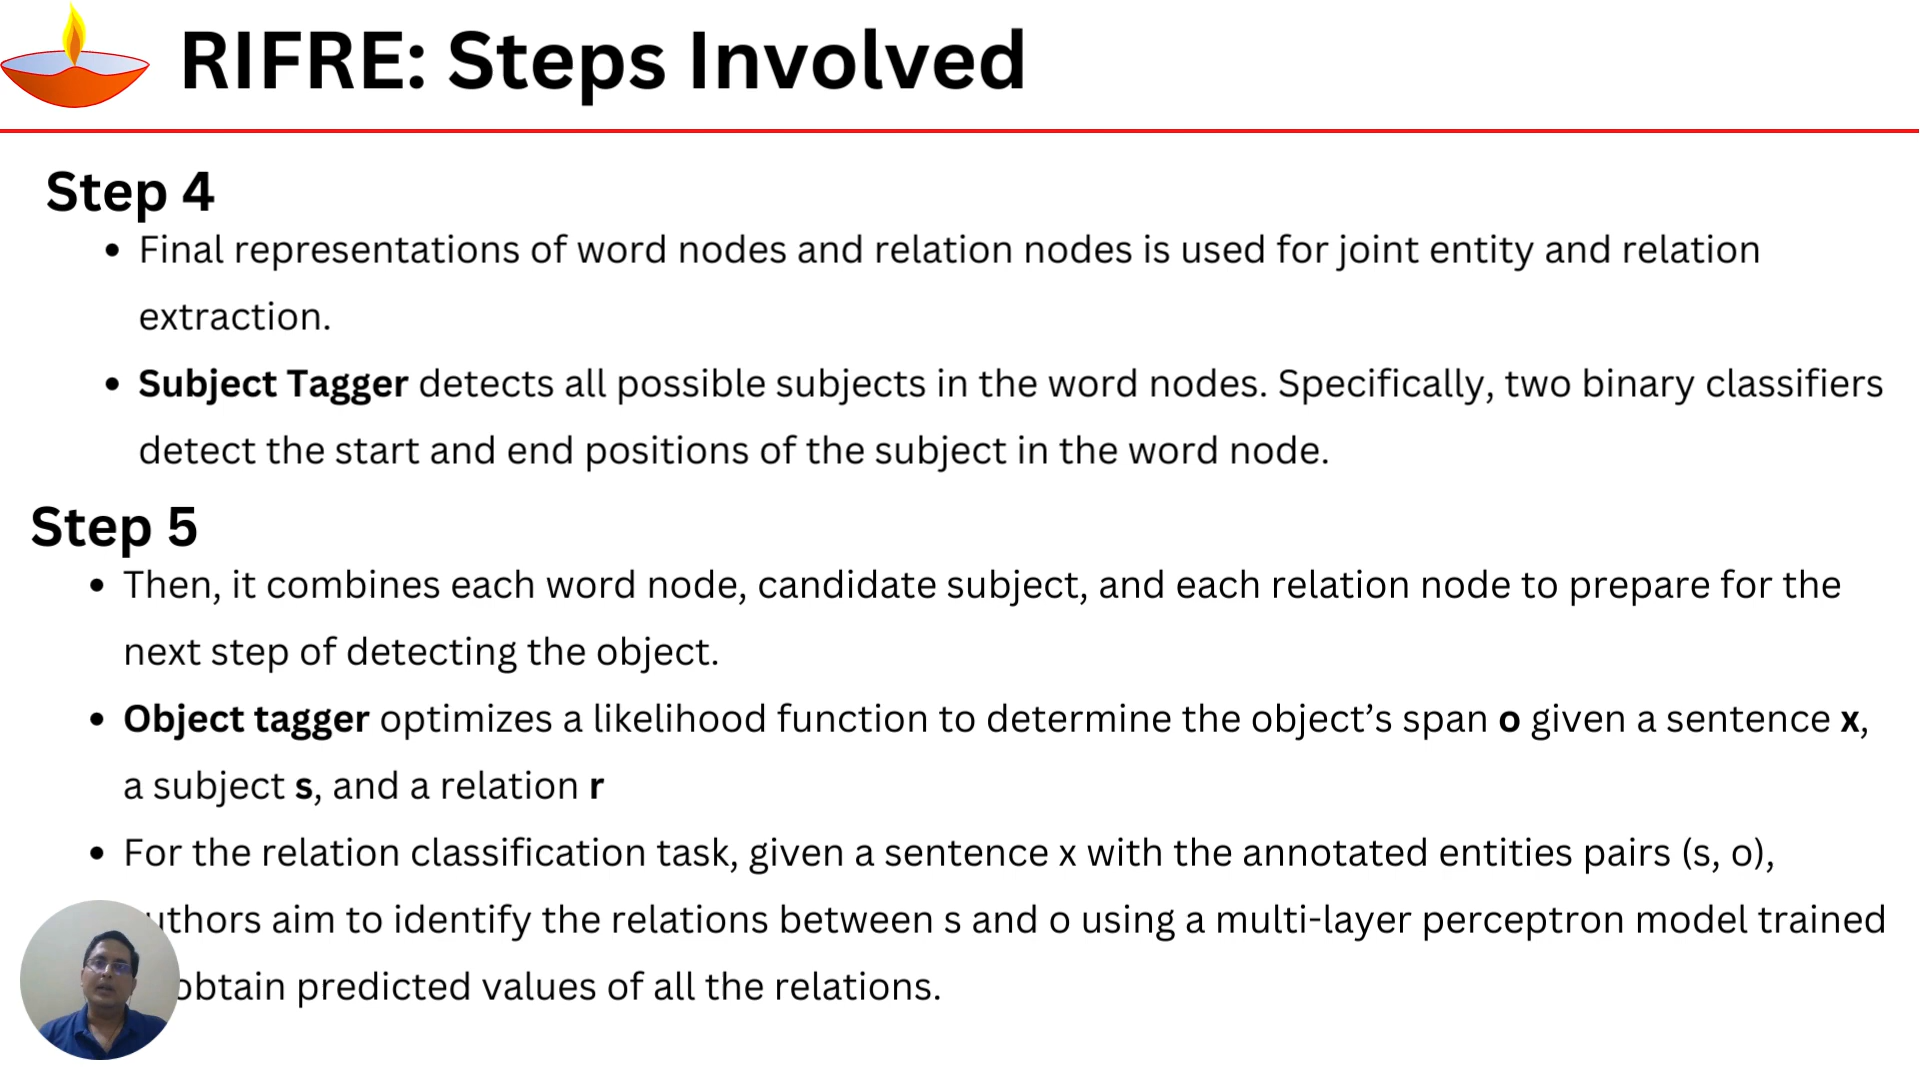 RIFRE: Steps Involved
Step 4
• Final representations of word nodes and relation nodes is used for joint entity and relation
extraction.
• Subject Tagger detects all possible subjects in the word nodes. Specifically, two binary classifiers
detect the start and end positions of the subject in the word node.
Step 5
• Then, it combines each word node, candidate subject, and each relation node to prepare for the
next step of detecting the object.
• Object tagger optimizes a likelihood function to determine the object’s span o given a sentence x,
a subject s, and a relation r
• For the relation classification task, given a sentence x with the annotated entities pairs (s, o),
uthors aim to identify the relations between s and o using a multi-layer perceptron model trained
obtain predicted values of all the relations.